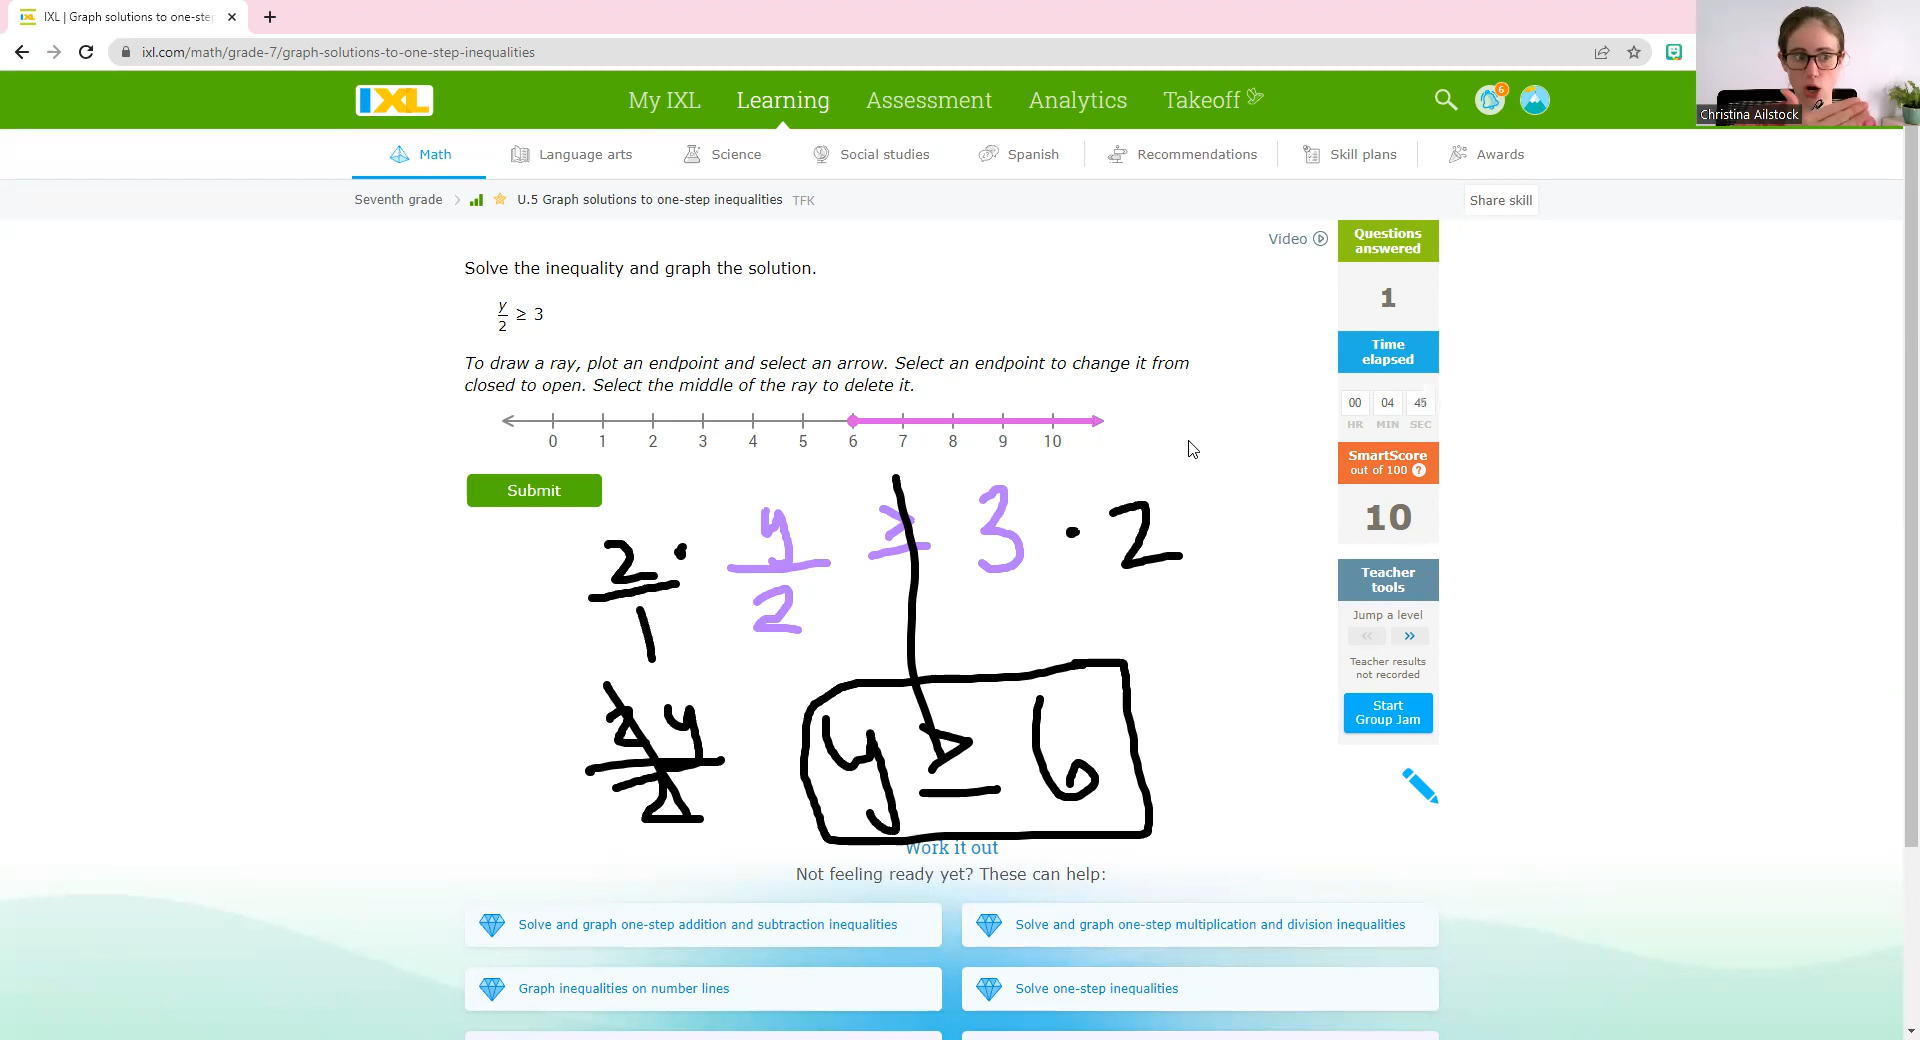 IXL | Graph solutions to one-step
ixl.com/math/grade-7/graph-solutions-to-one-step-inequalities
Christina Ailstock
IXL
My IXL Learning Assessment Analytics Takeoff
6
Math Language arts Science Social studies Spanish Recommendations Skill plans Awards
Seventh grade U.5 Graph solutions to one-step inequalities TFK
Share skill
Video
Solve the inequality and graph the solution.
y/2 ≥ 3
To draw a ray, plot an endpoint and select an arrow. Select an endpoint to change it from
closed to open. Select the middle of the ray to delete it.
0 1 2 3 4 5 6 7 8 9 10
Submit
2/1 · y/2 ≥ 3 · 2
2y/2
y ≥ 6
Questions
answered
1
Time
elapsed
00 04 45
HR MIN SEC
SmartScore
out of 100 ?
10
Teacher
tools
Jump a level
<< >>
Teacher results
not recorded
Start
Group Jam
Work it out
Not feeling ready yet? These can help:
Solve and graph one-step addition and subtraction inequalities
Solve and graph one-step multiplication and division inequalities
Graph inequalities on number lines
Solve one-step inequalities